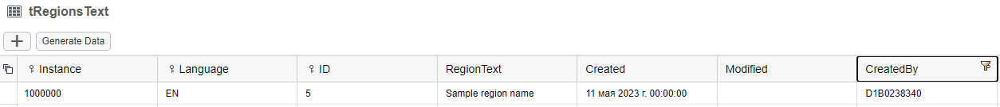 tRegionsText
Generate Data
Instance Language ID RegionText Created Modified CreatedBy
1000000 EN 5 Sample region name 11 мая 2023 г. 00:00:00 D1B0238340